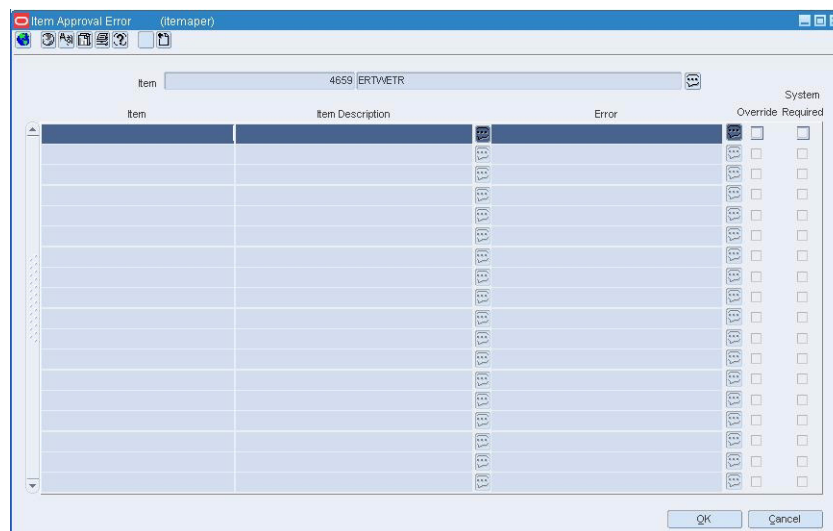 Item Approval Error (itemaper)
Item 4659 ERTWETR
System
Item Item Description Error Override Required
OK Cancel